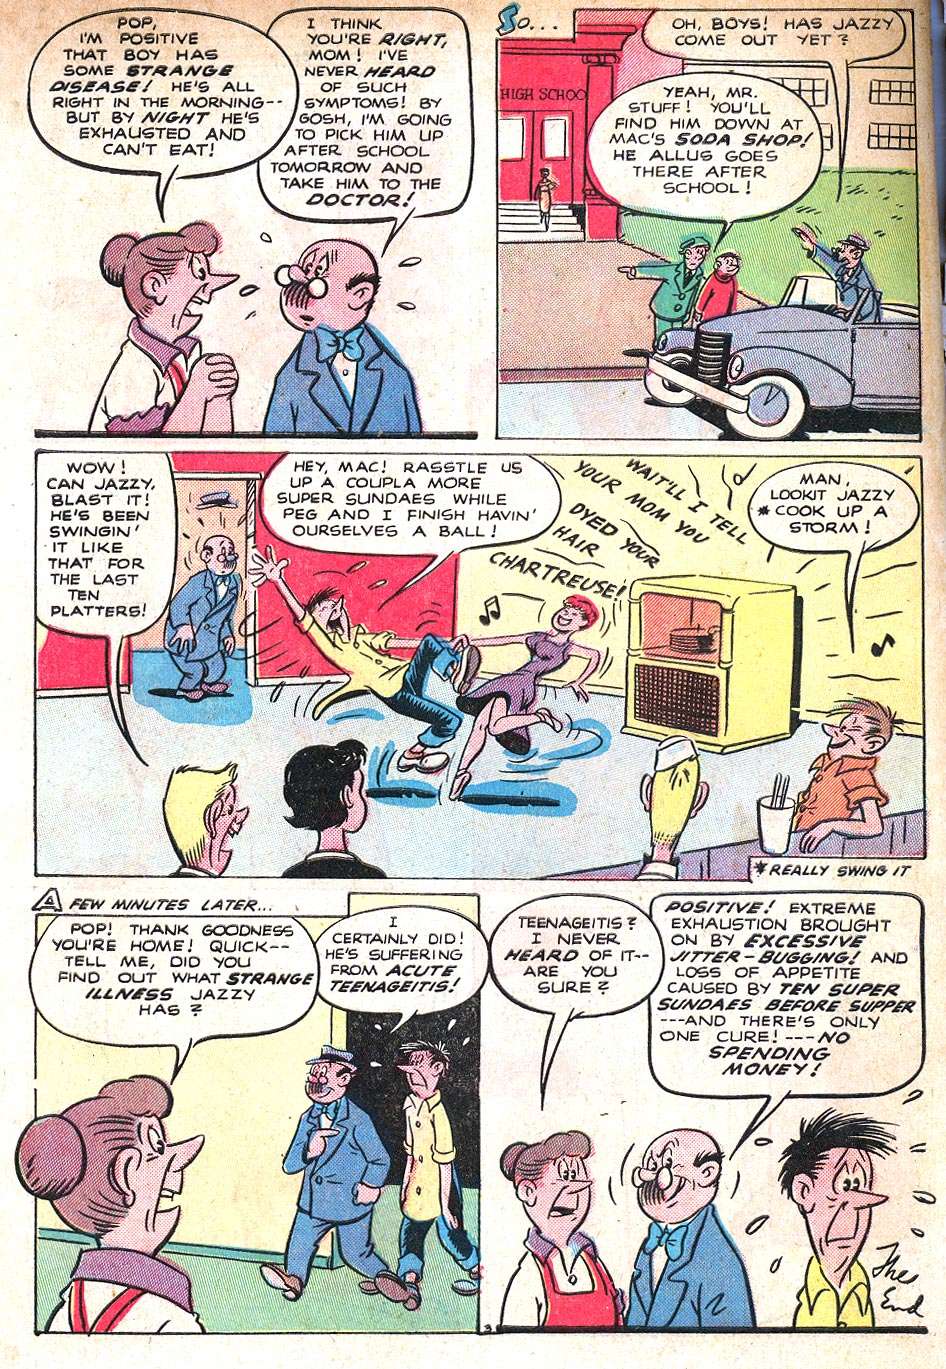 POP,
I'M POSITIVE
THAT BOY HAS
SOME STRANGE
DISEASE! HE'S ALL
RIGHT IN THE MORNING--
BUT BY NIGHT HE'S
EXHAUSTED AND
CAN'T EAT!
I THINK
YOU'RE RIGHT,
MOM! I'VE
NEVER HEARD
OF SUCH
SYMPTOMS! BY
GOSH, I'M GOING
TO PICK HIM UP
AFTER SCHOOL
TOMORROW AND
TAKE HIM TO THE
DOCTOR!
SO...
OH, BOYS! HAS JAZZY
COME OUT YET?
HIGH SCHOO
YEAH, MR.
STUFF! YOU'LL
FIND HIM DOWN AT
MAC'S SODA SHOP!
HE ALLUS GOES
THERE AFTER
SCHOOL!
WOW!
CAN JAZZY,
BLAST IT!
HE'S BEEN
SWINGIN'
IT LIKE
THAT FOR
THE LAST
TEN
PLATTERS!
HEY, MAC! RASSTLE US
UP A COUPLA MORE
SUPER SUNDAES WHILE
PEG AND I FINISH HAVIN'
OURSELVES A BALL!
WAIT'LL I TELL
YOUR MOM YOU
DYED YOUR
HAIR
CHARTREUSE!
MAN,
LOOKIT JAZZY
*COOK UP A
STORM!
*REALLY SWING IT
A FEW MINUTES LATER...
POP! THANK GOODNESS
YOU'RE HOME! QUICK--
TELL ME, DID YOU
FIND OUT WHAT STRANGE
ILLNESS JAZZY
HAS?
I
CERTAINLY DID!
HE'S SUFFERING
FROM ACUTE
TEENAGEITIS!
TEENAGEITIS?
I NEVER
HEARD OF IT--
ARE YOU
SURE?
POSITIVE! EXTREME
EXHAUSTION BROUGHT
ON BY EXCESSIVE
JITTER-BUGGING! AND
LOSS OF APPETITE
CAUSED BY TEN SUPER
SUNDAES BEFORE SUPPER
---AND THERE'S ONLY
ONE CURE!---NO
SPENDING
MONEY!
The
End
3